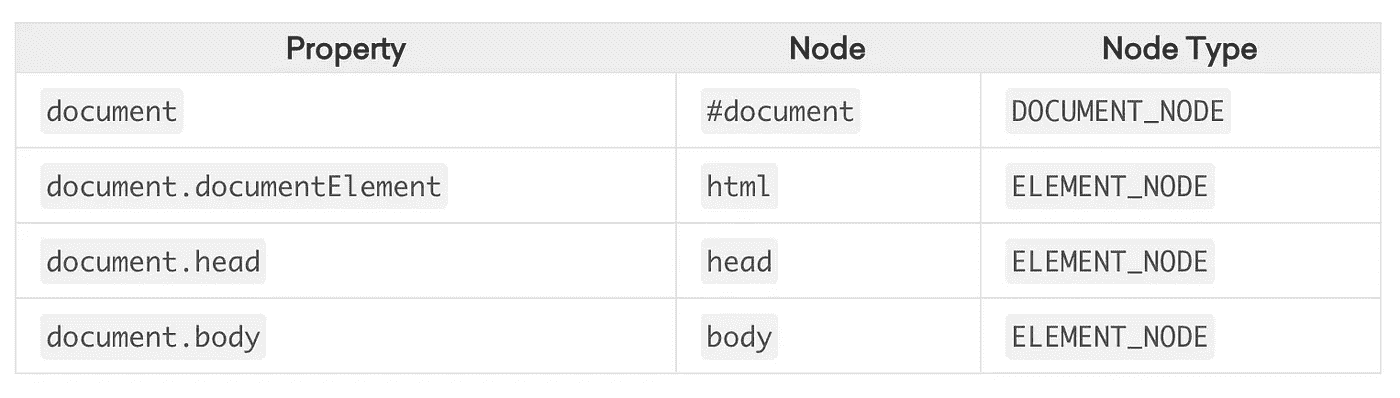 Property Node Node Type
document #document DOCUMENT_NODE
document.documentElement html ELEMENT_NODE
document.head head ELEMENT_NODE
document.body body ELEMENT_NODE